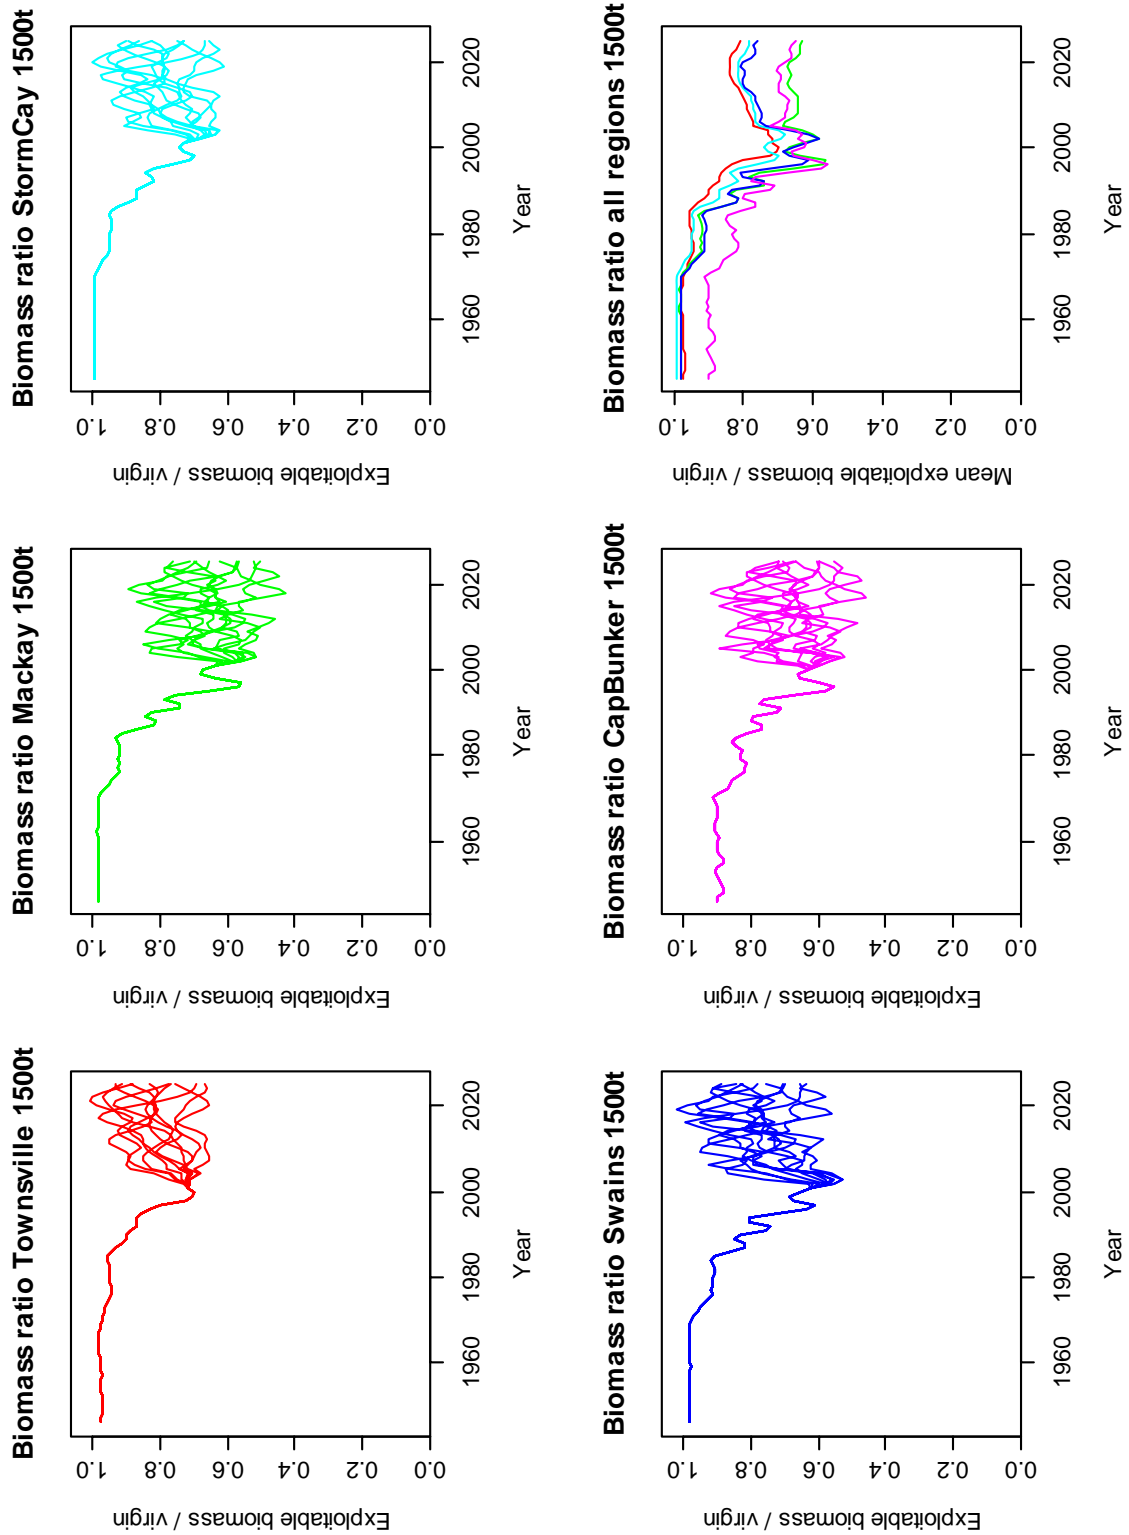 Biomass ratio Townsville 1500t
Exploitable biomass / virgin
0.0 0.2 0.4 0.6 0.8 1.0
1960 1980 2000 2020
Year
Biomass ratio Mackay 1500t
Exploitable biomass / virgin
0.0 0.2 0.4 0.6 0.8 1.0
1960 1980 2000 2020
Year
Biomass ratio StormCay 1500t
Exploitable biomass / virgin
0.0 0.2 0.4 0.6 0.8 1.0
1960 1980 2000 2020
Year
Biomass ratio Swains 1500t
Exploitable biomass / virgin
0.0 0.2 0.4 0.6 0.8 1.0
1960 1980 2000 2020
Year
Biomass ratio CapBunker 1500t
Exploitable biomass / virgin
0.0 0.2 0.4 0.6 0.8 1.0
1960 1980 2000 2020
Year
Biomass ratio all regions 1500t
Mean exploitable biomass / virgin
0.0 0.2 0.4 0.6 0.8 1.0
1960 1980 2000 2020
Year